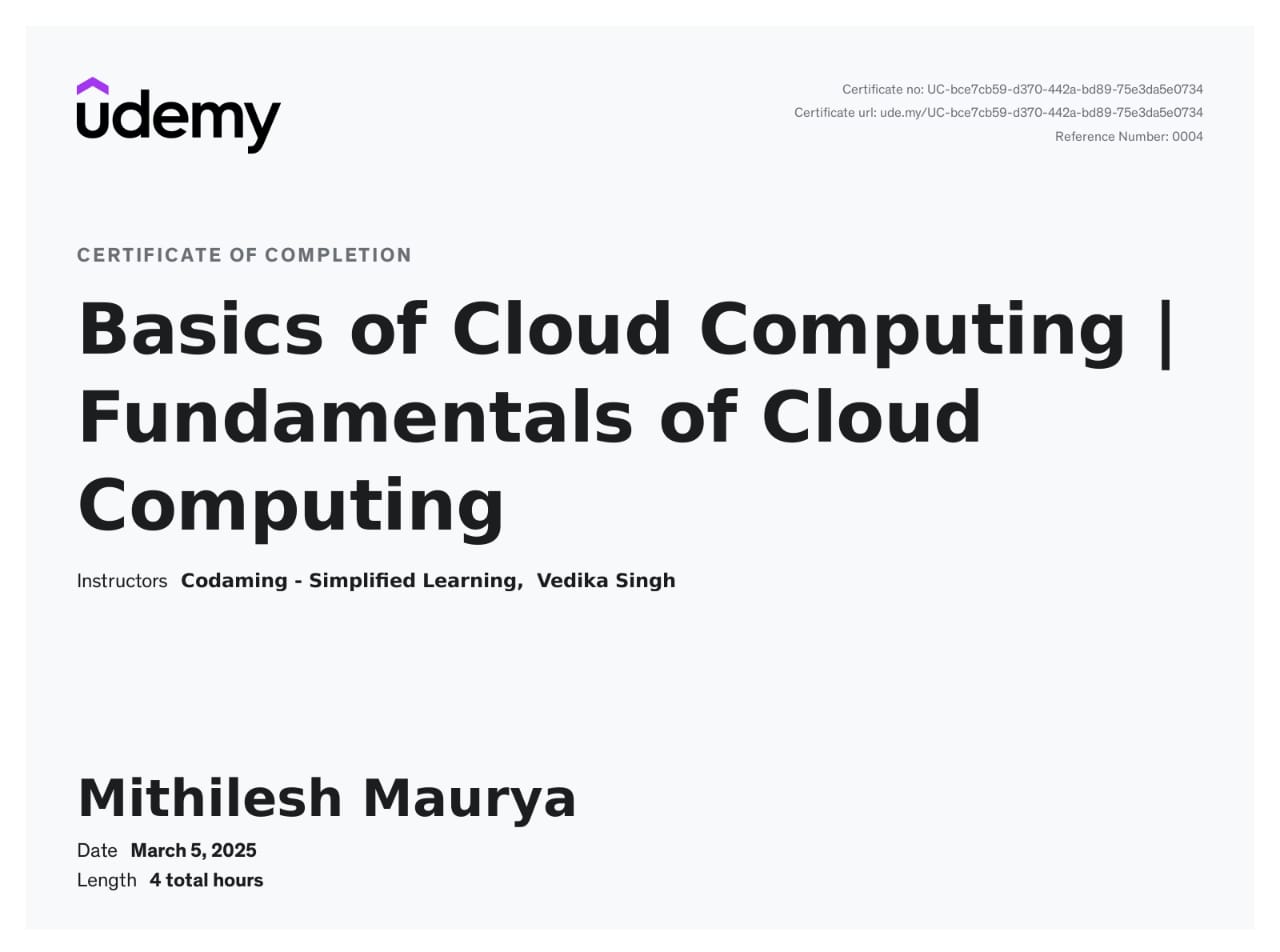 udemy
Certificate no: UC-bce7cb59-d370-442a-bd89-75e3da5e0734
Certificate url: ude.my/UC-bce7cb59-d370-442a-bd89-75e3da5e0734
Reference Number: 0004
CERTIFICATE OF COMPLETION
Basics of Cloud Computing |
Fundamentals of Cloud
Computing
Instructors Codaming - Simplified Learning, Vedika Singh
Mithilesh Maurya
Date March 5, 2025
Length 4 total hours